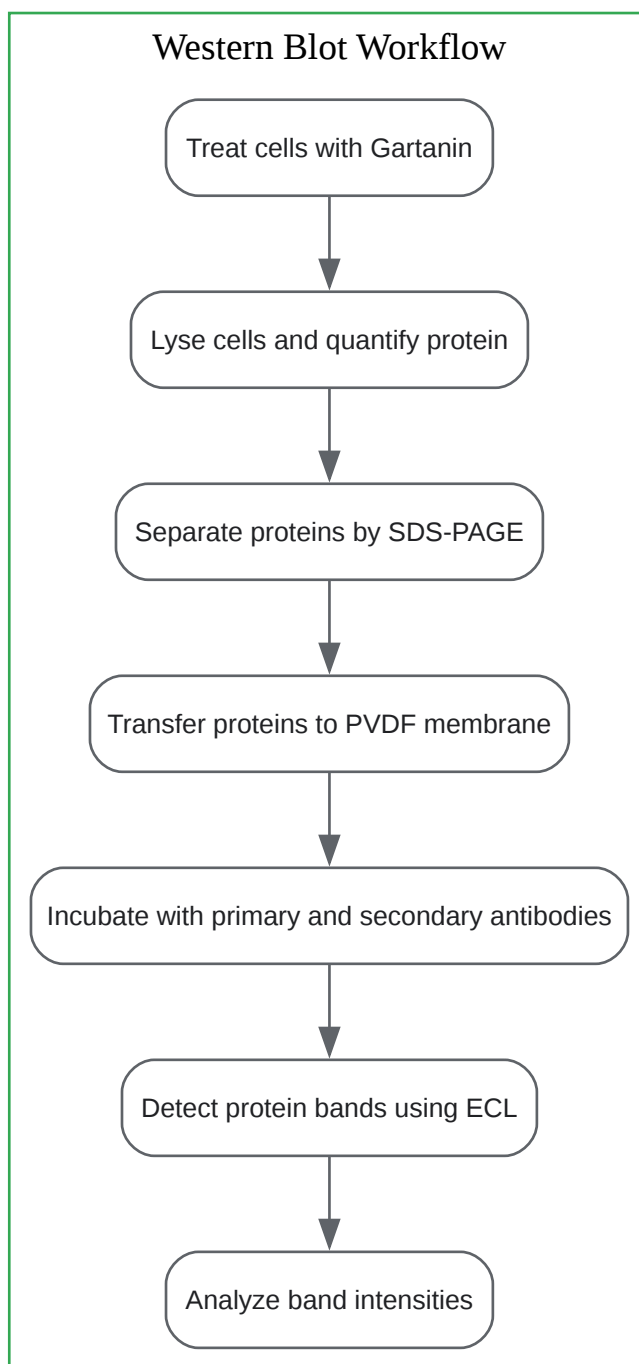 Western Blot Workflow
Treat cells with Gartanin
Lyse cells and quantify protein
Separate proteins by SDS-PAGE
Transfer proteins to PVDF membrane
Incubate with primary and secondary antibodies
Detect protein bands using ECL
Analyze band intensities